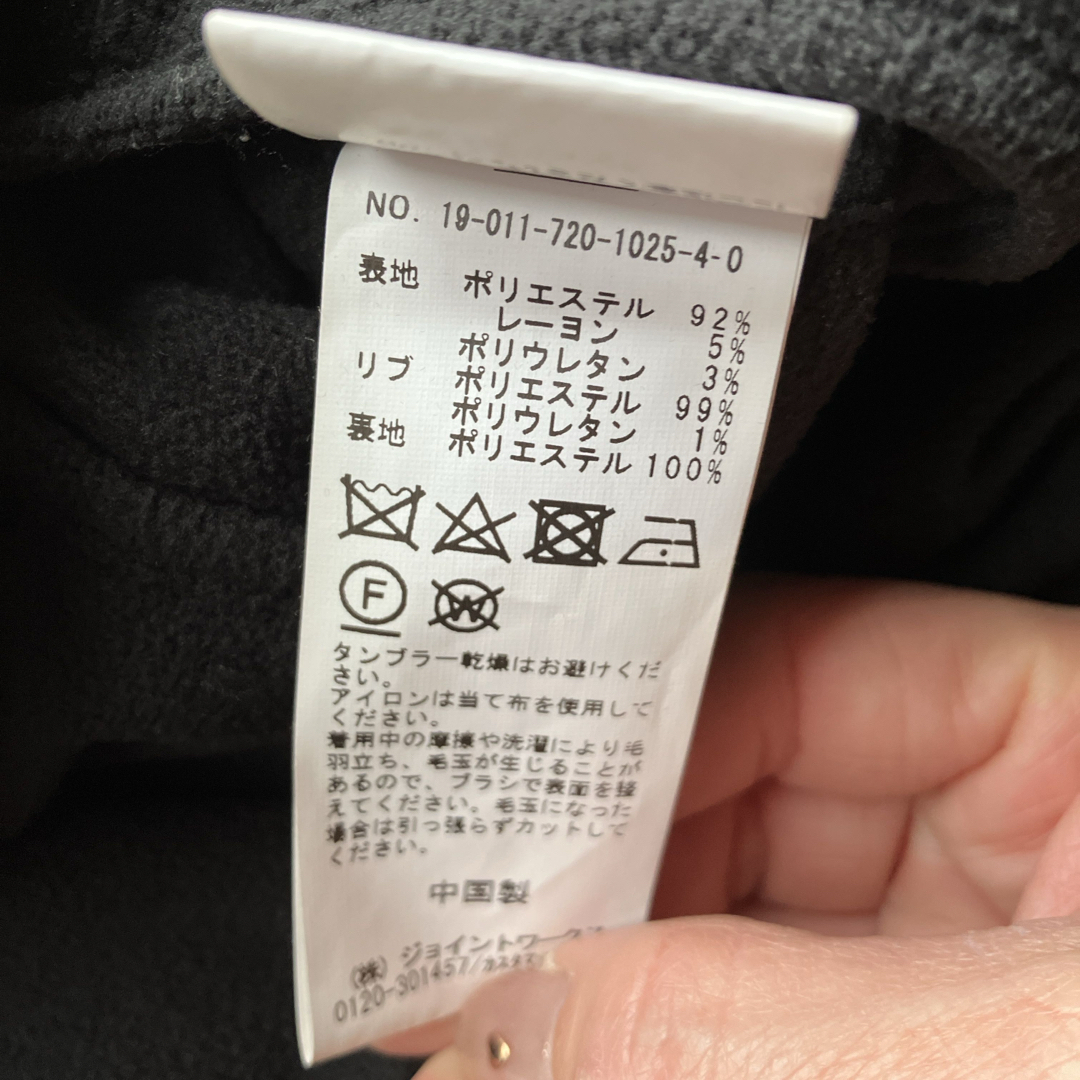 NO. 19-011-720-1025-4-0
表地 ポリエステル 92%
レーヨン 5%
ポリウレタン 3%
リブ ポリエステル 99%
ポリウレタン 1%
裏地 ポリエステル 100%
F
W
タンブラー乾燥はお避けくだ
さい。
アイロンは当て布を使用して
ください。
着用中の摩擦や洗濯により毛
羽立ち、毛玉が生じることが
あるので、ブラシで表面を整
えてください。毛玉になった
場合は引っ張らずカットして
ください。
中国製
(株) ジョイントワークス
0120-301457/カスタマ